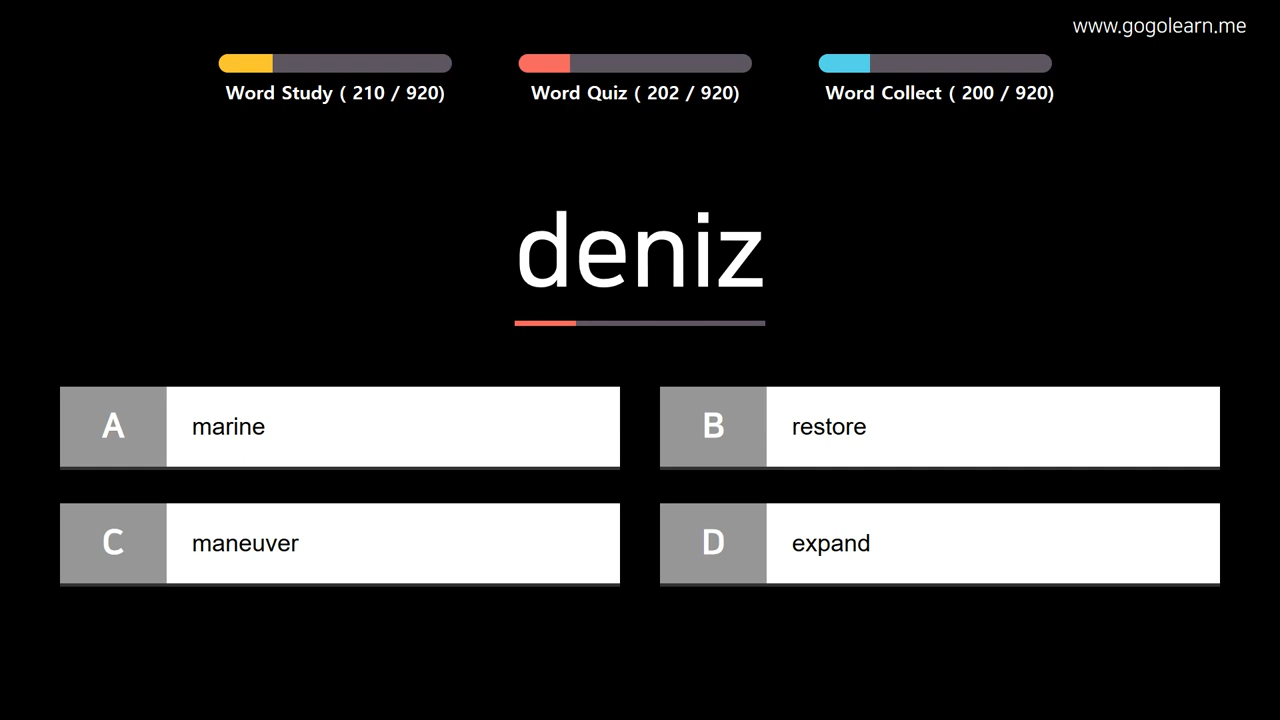 www.gogolearn.me
Word Study ( 210 / 920)
Word Quiz ( 202 / 920)
Word Collect ( 200 / 920)
deniz
A marine
B restore
C maneuver
D expand